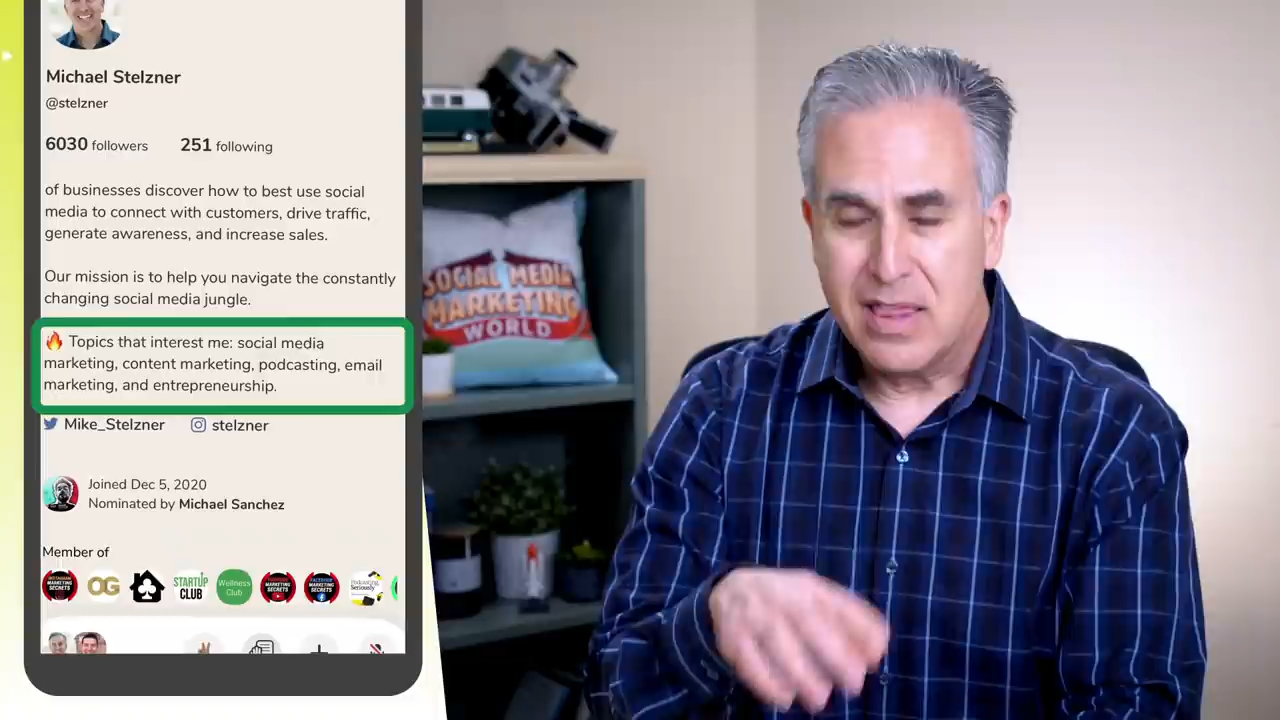 Michael Stelzner
@stelzner
6030 followers 251 following
of businesses discover how to best use social
media to connect with customers, drive traffic,
generate awareness, and increase sales.
Our mission is to help you navigate the constantly
changing social media jungle.
🔥 Topics that interest me: social media
marketing, content marketing, podcasting, email
marketing, and entrepreneurship.
Mike_Stelzner stelzner
Joined Dec 5, 2020
Nominated by Michael Sanchez
Member of
OG
STARTUP
CLUB
Wellness
Club
SOCIAL MEDIA
MARKETING
WORLD